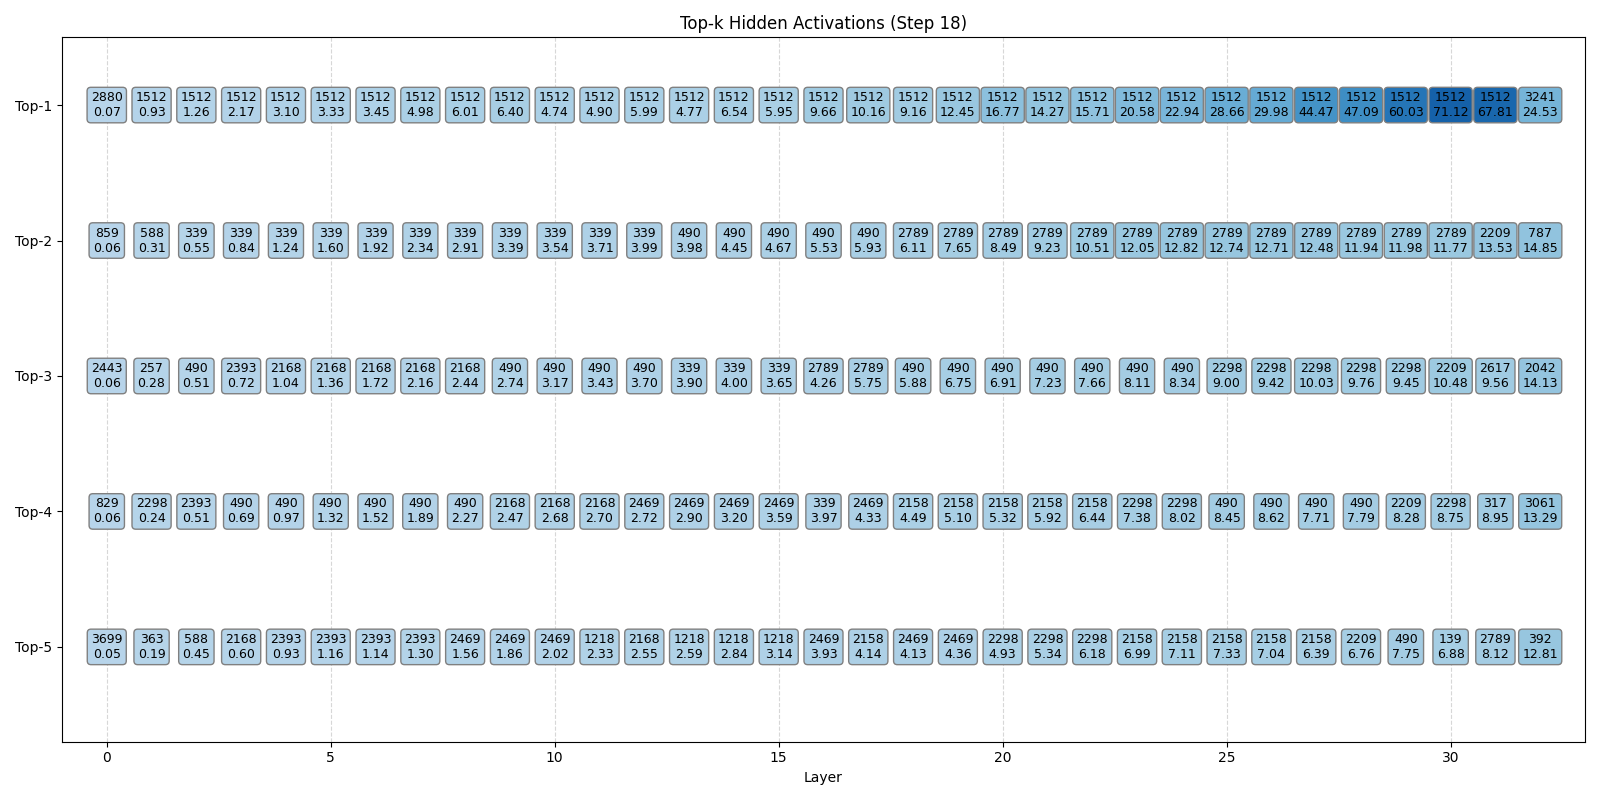 Top-k Hidden Activations (Step 18)
Top-1
2880 1512 1512 1512 1512 1512 1512 1512 1512 1512 1512 1512 1512 1512 1512 1512 1512 1512 1512 1512 1512 1512 1512 1512 1512 1512 1512 1512 1512 1512 1512 1512 3241
0.07 0.93 1.26 2.17 3.10 3.33 3.45 4.98 6.01 6.40 4.74 4.90 5.99 4.77 6.54 5.95 9.66 10.16 9.16 12.45 16.77 14.27 15.71 20.58 22.94 28.66 29.98 44.47 47.09 60.03 71.12 67.81 24.53
Top-2
859 588 339 339 339 339 339 339 339 339 339 339 339 490 490 490 490 490 2789 2789 2789 2789 2789 2789 2789 2789 2789 2789 2789 2789 2789 2209 787
0.06 0.31 0.55 0.84 1.24 1.60 1.92 2.34 2.91 3.39 3.54 3.71 3.99 3.98 4.45 4.67 5.53 5.93 6.11 7.65 8.49 9.23 10.51 12.05 12.82 12.74 12.71 12.48 11.94 11.98 11.77 13.53 14.85
Top-3
2443 257 490 2393 2168 2168 2168 2168 2168 490 490 490 490 339 339 339 2789 2789 490 490 490 490 490 490 490 2298 2298 2298 2298 2298 2209 2617 2042
0.06 0.28 0.51 0.72 1.04 1.36 1.72 2.16 2.44 2.74 3.17 3.43 3.70 3.90 4.00 3.65 4.26 5.75 5.88 6.75 6.91 7.23 7.66 8.11 8.34 9.00 9.42 10.03 9.76 9.45 10.48 9.56 14.13
Top-4
829 2298 2393 490 490 490 490 490 490 2168 2168 2168 2469 2469 2469 2469 339 2469 2158 2158 2158 2158 2158 2298 2298 490 490 490 490 2209 2298 317 3061
0.06 0.24 0.51 0.69 0.97 1.32 1.52 1.89 2.27 2.47 2.68 2.70 2.72 2.90 3.20 3.59 3.97 4.33 4.49 5.10 5.32 5.92 6.44 7.38 8.02 8.45 8.62 7.71 7.79 8.28 8.75 8.95 13.29
Top-5
3699 363 588 2168 2393 2393 2393 2393 2469 2469 2469 1218 2168 1218 1218 1218 2469 2158 2469 2469 2298 2298 2298 2158 2158 2158 2158 2158 2209 490 139 2789 392
0.05 0.19 0.45 0.60 0.93 1.16 1.14 1.30 1.56 1.86 2.02 2.33 2.55 2.59 2.84 3.14 3.93 4.14 4.13 4.36 4.93 5.34 6.18 6.99 7.11 7.33 7.04 6.39 6.76 7.75 6.88 8.12 12.81
0 5 10 15 20 25 30
Layer